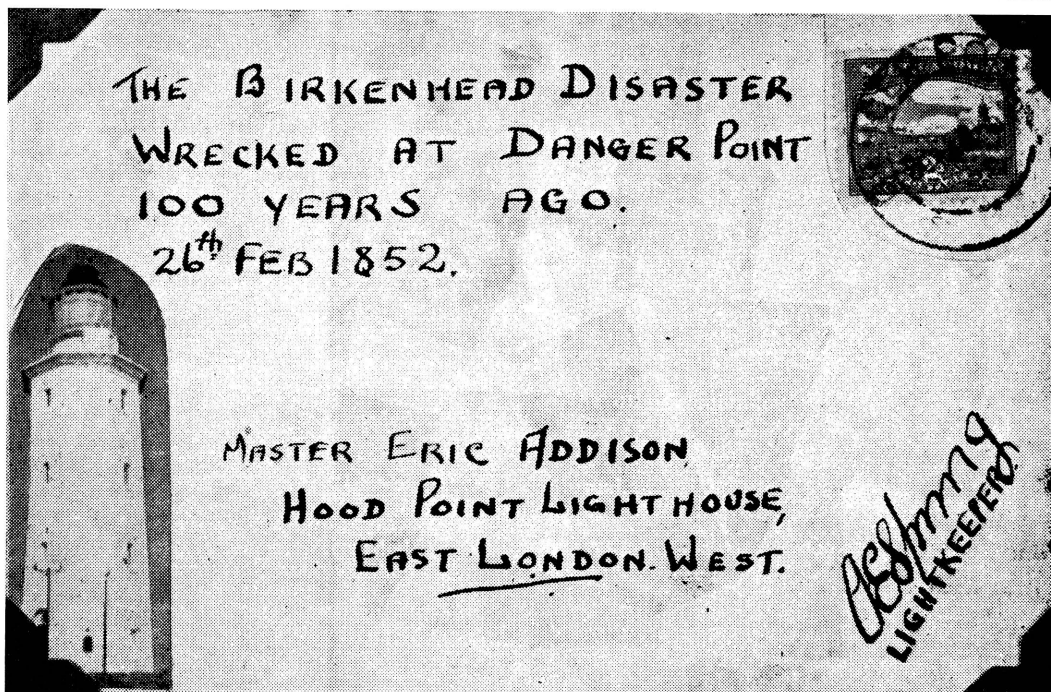 THE BIRKENHEAD DISASTER
WRECKED AT DANGER POINT
100 YEARS AGO.
26th FEB 1852.
MASTER ERIC ADDISON
HOOD POINT LIGHTHOUSE,
EAST LONDON. WEST.
LIGHTKEEPER.